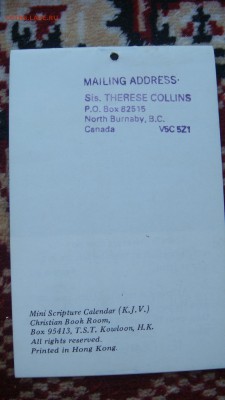 MAILING ADDRESS-
Sis. THERESE COLLINS
P.O. Box 82515
North Burnaby, B.C.
Canada V5C 5Z1
Mini Scripture Calendar (K.J.V.)
Christian Book Room,
Box 95413, T.S.T. Kowloon, H.K.
All rights reserved.
Printed in Hong Kong.